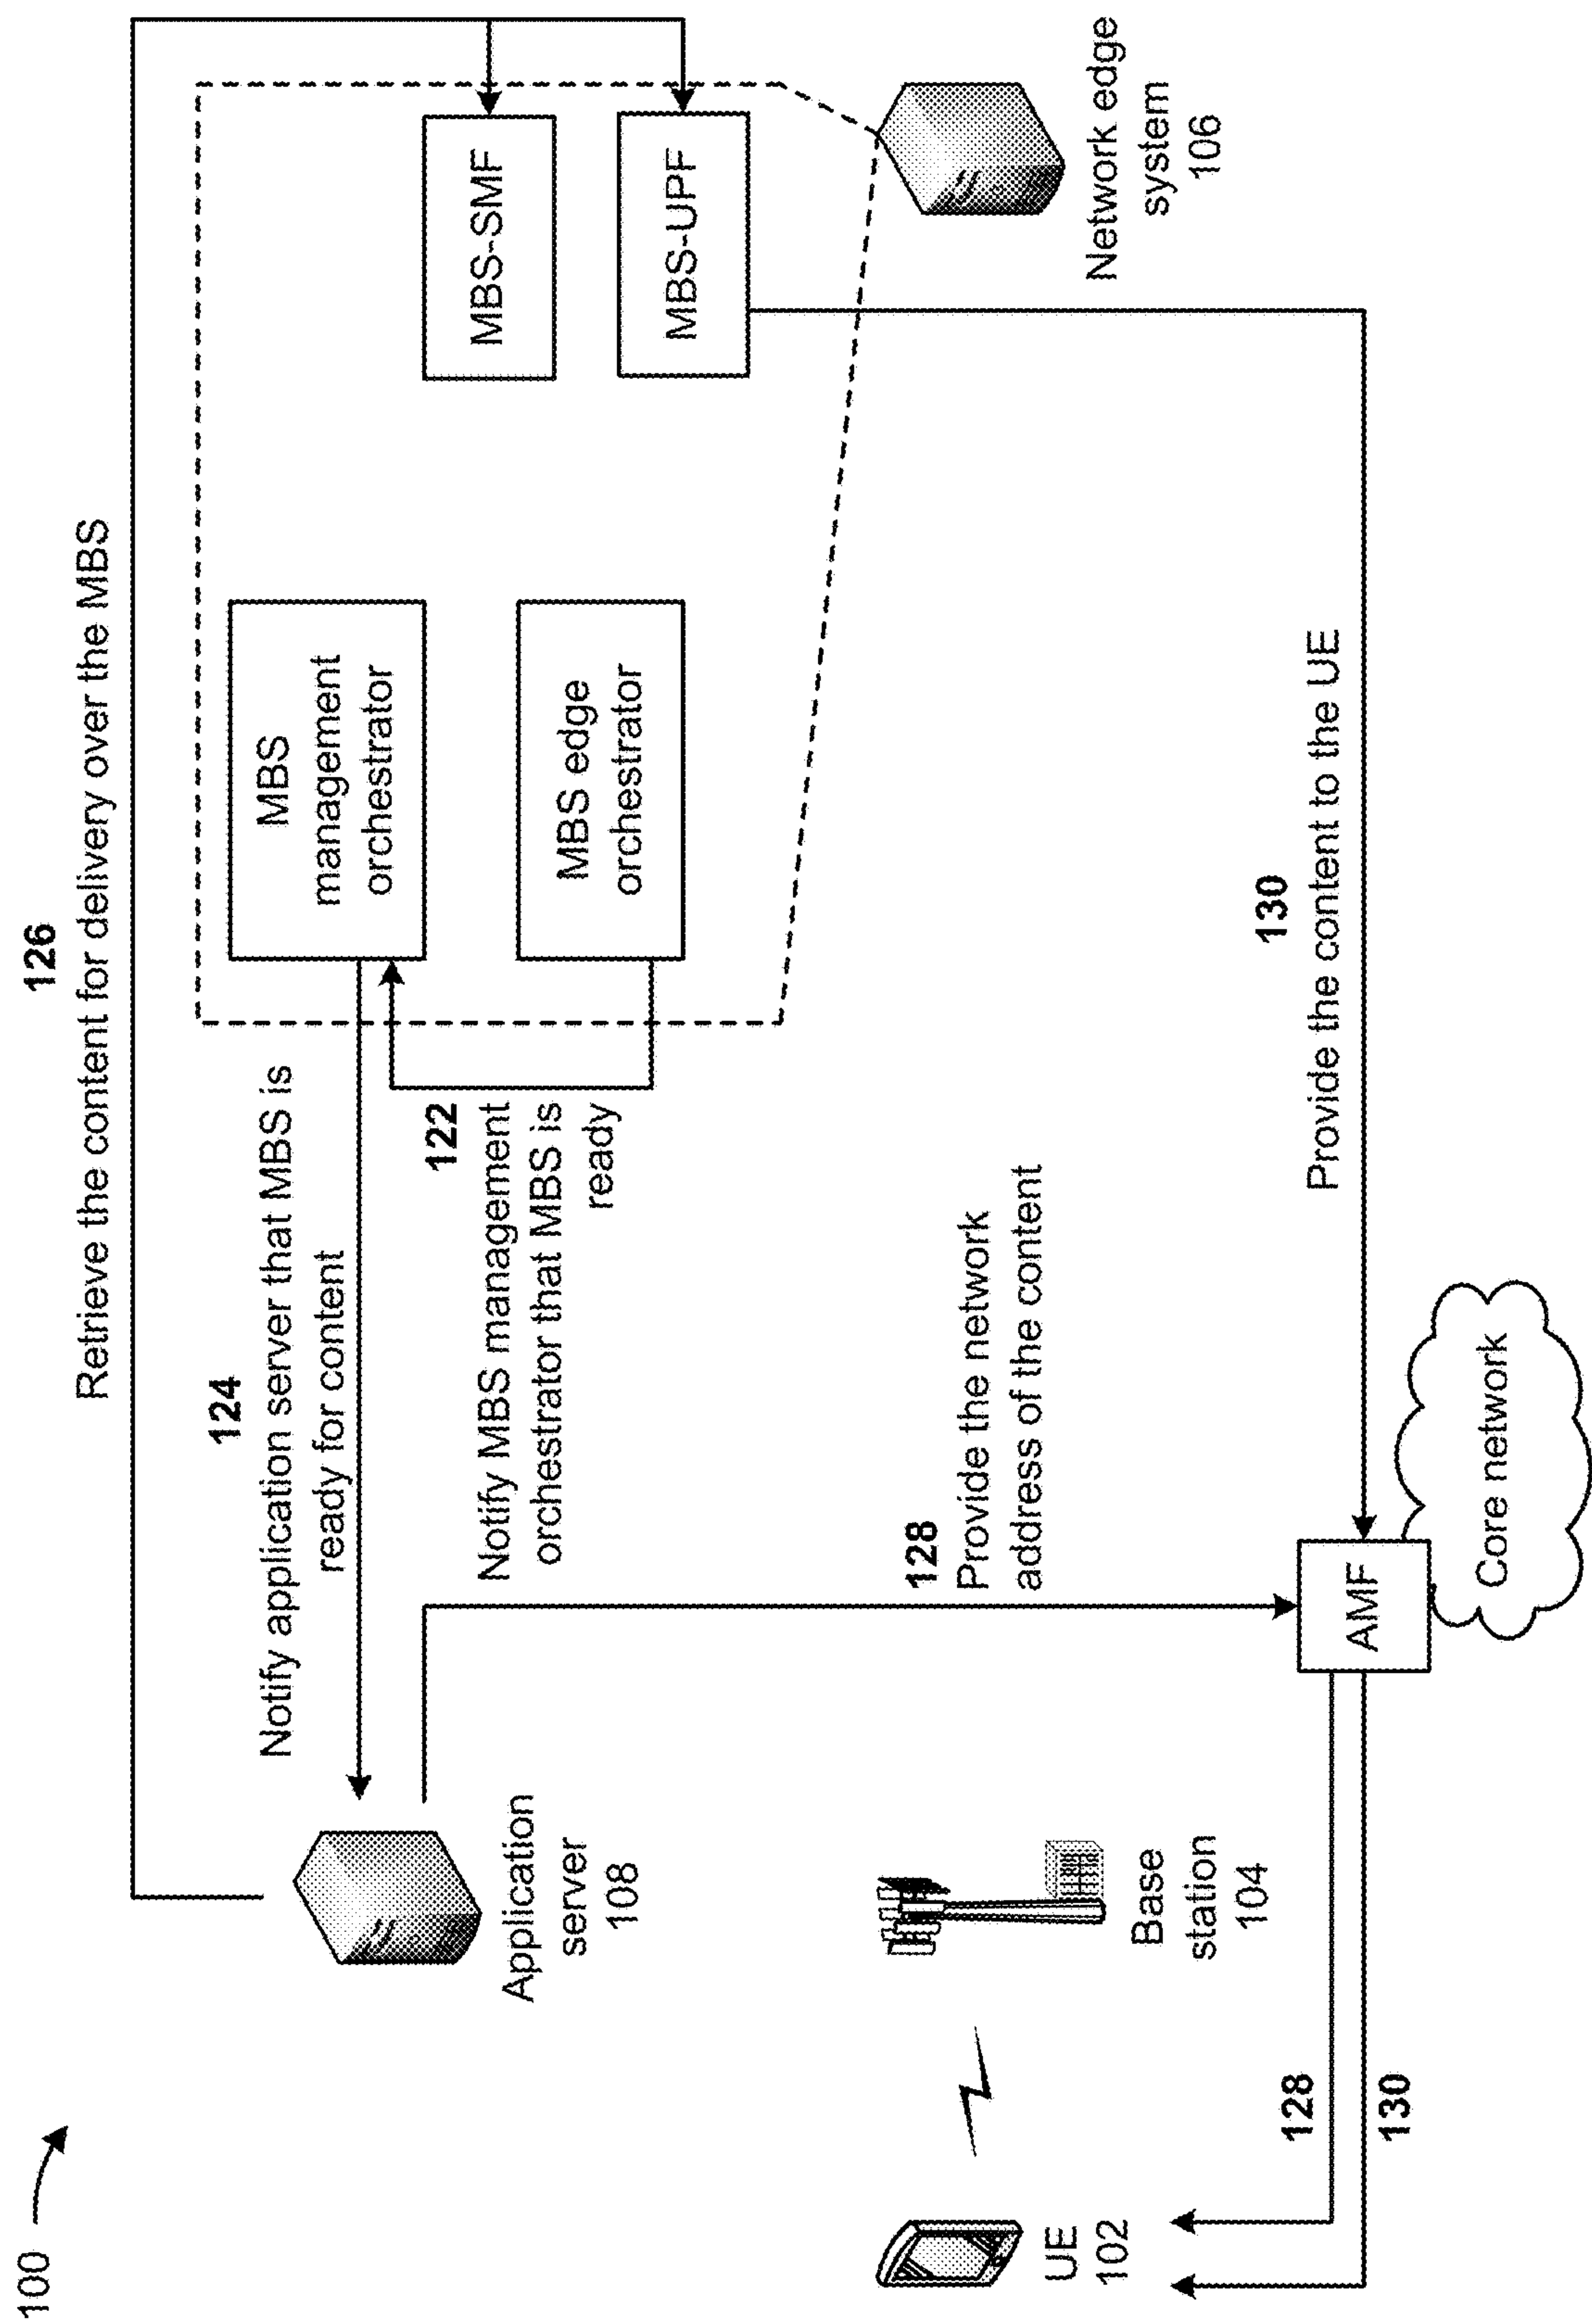 100
126
Retrieve the content for delivery over the MBS
124
Notify application server that MBS is
ready for content
MBS
management
orchestrator
MBS-SMF
122
Notify MBS management
orchestrator that MBS is
ready
MBS edge
orchestrator
MBS-UPF
Application
server
108
Network edge
system
106
128
Provide the network
address of the content
UE
102
Base
station
104
130
Provide the content to the UE
128
130
AMF
Core network